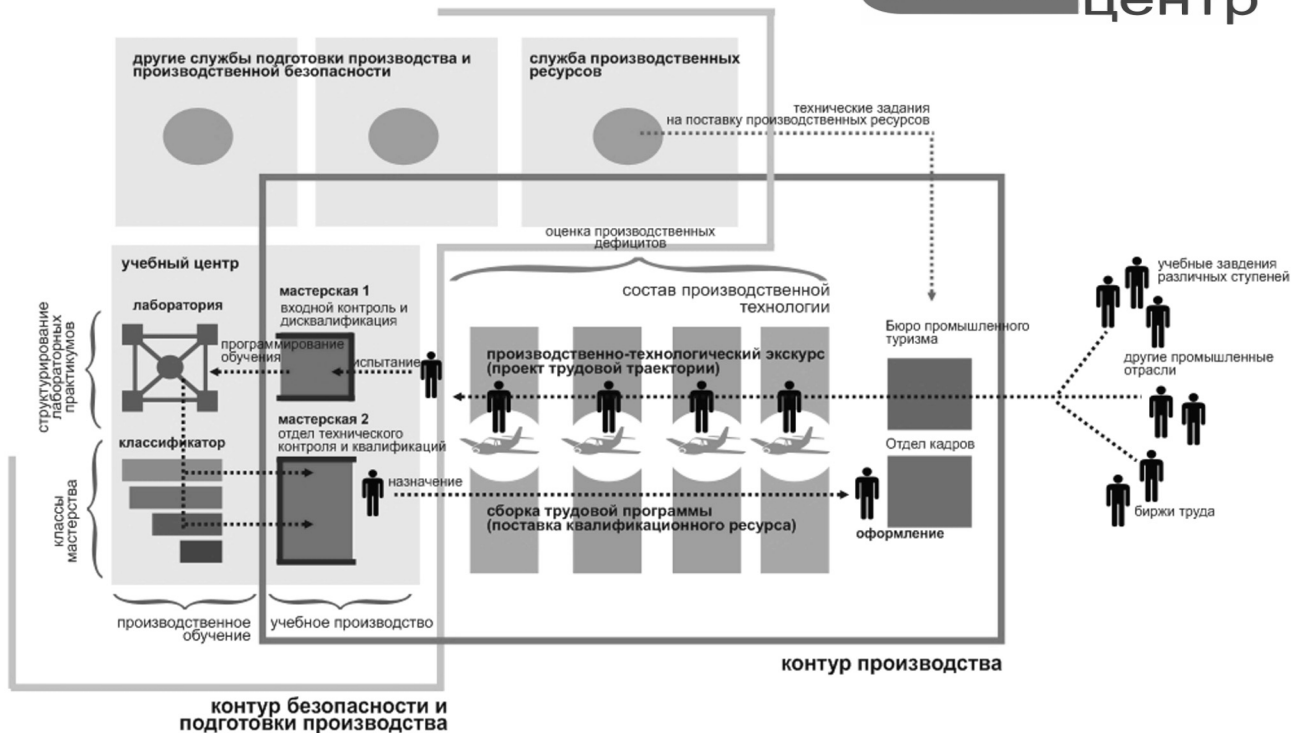 центр
другие службы подготовки производства и
производственной безопасности
служба производственных
ресурсов
технические задания
на поставку производственных ресурсов
оценка производственных
дефицитов
учебный центр
лаборатория
мастерская 1
входной контроль и
дисквалификация
состав производственной
технологии
учебные завдения
различных ступеней
структурирование
лабораторных
практикумов
программирование
обучения
испытание
производственно-технологический экскурс
(проект трудовой траектории)
Бюро промышленного
туризма
другие промышленные
отрасли
мастерская 2
отдел технического
контроля и квалификаций
классификатор
Отдел кадров
классы
мастерства
назначение
сборка трудовой программы
(поставка квалификационного ресурса)
оформление
биржи труда
производственное
обучение
учебное производство
контур производства
контур безопасности и
подготовки производства